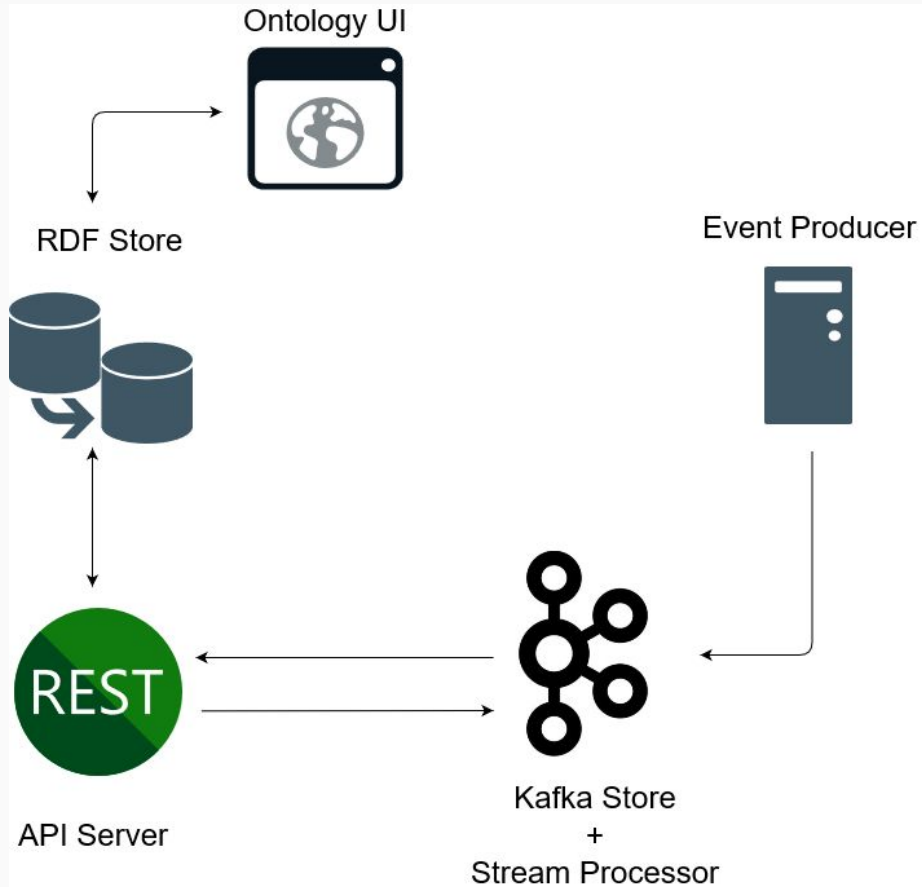 Ontology UI
RDF Store
Event Producer
REST
API Server
Kafka Store
+
Stream Processor